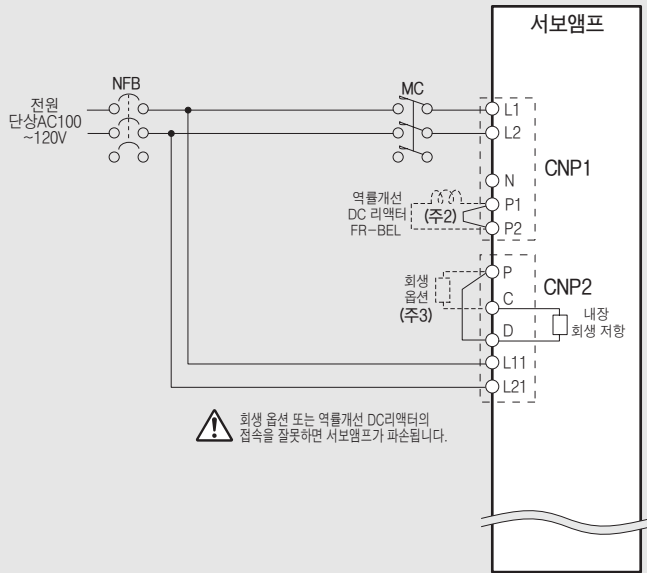 서보앰프
NFB
MC
전원
단상AC100
~120V
L1
L2
CNP1
N
역률개선
DC 리액터
FR-BEL
(주2)
P1
P2
P
CNP2
회생
옵션
(주3)
C
내장
회생 저항
D
L11
L21
회생 옵션 또는 역률개선 DC리액터의
접속을 잘못하면 서보앰프가 파손됩니다.